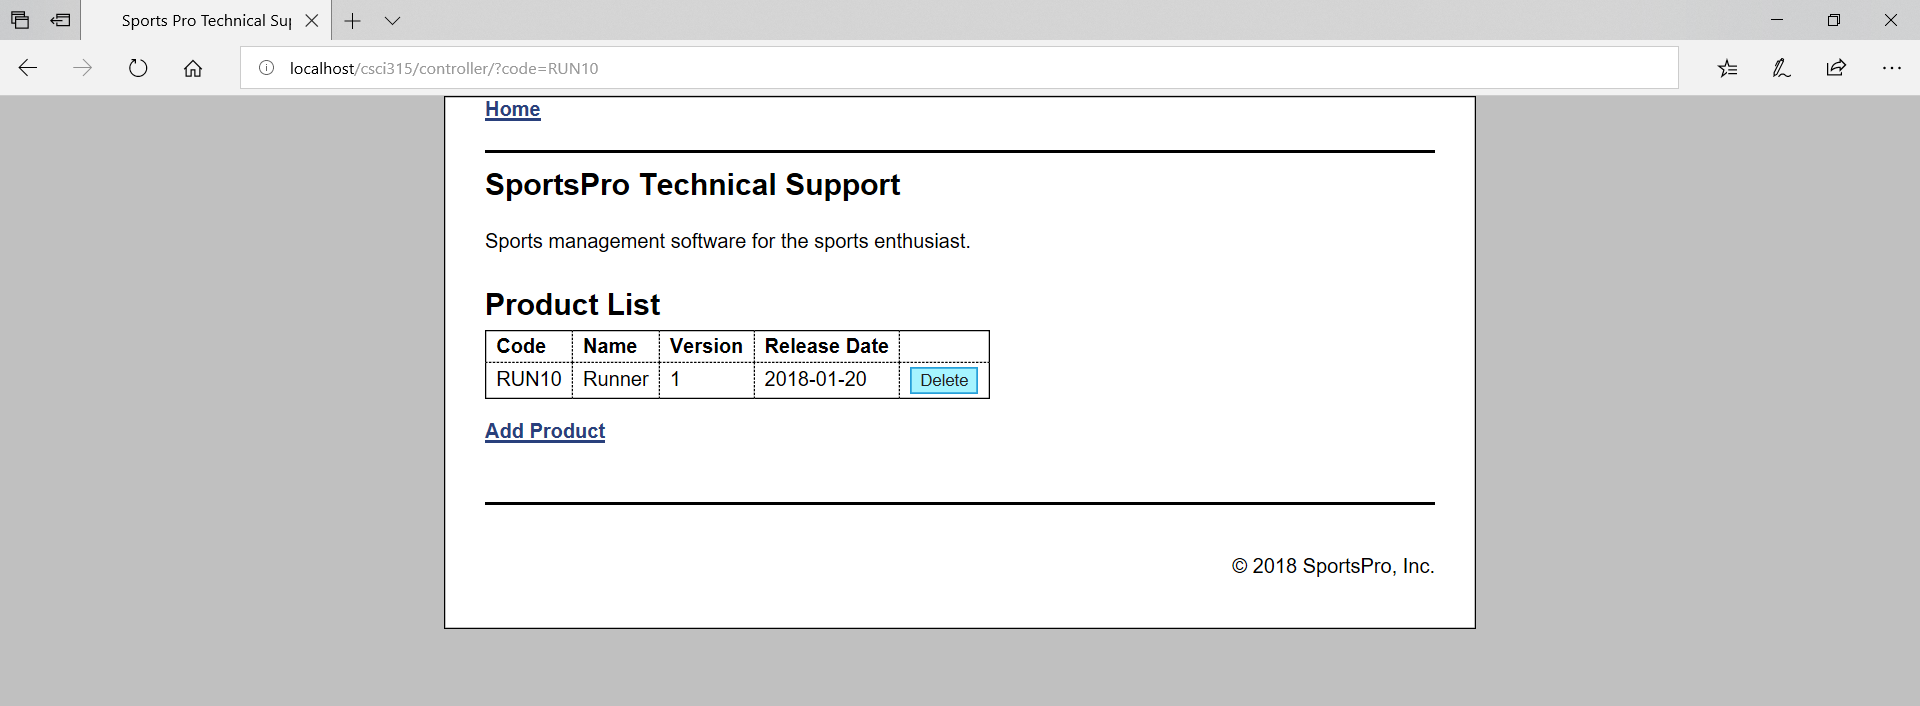 Sports Pro Technical Su
localhost/csci315/controller/?code=RUN10
Home
SportsPro Technical Support
Sports management software for the sports enthusiast.
Product List
Code Name Version Release Date
RUN10 Runner 1 2018-01-20 Delete
Add Product
© 2018 SportsPro, Inc.